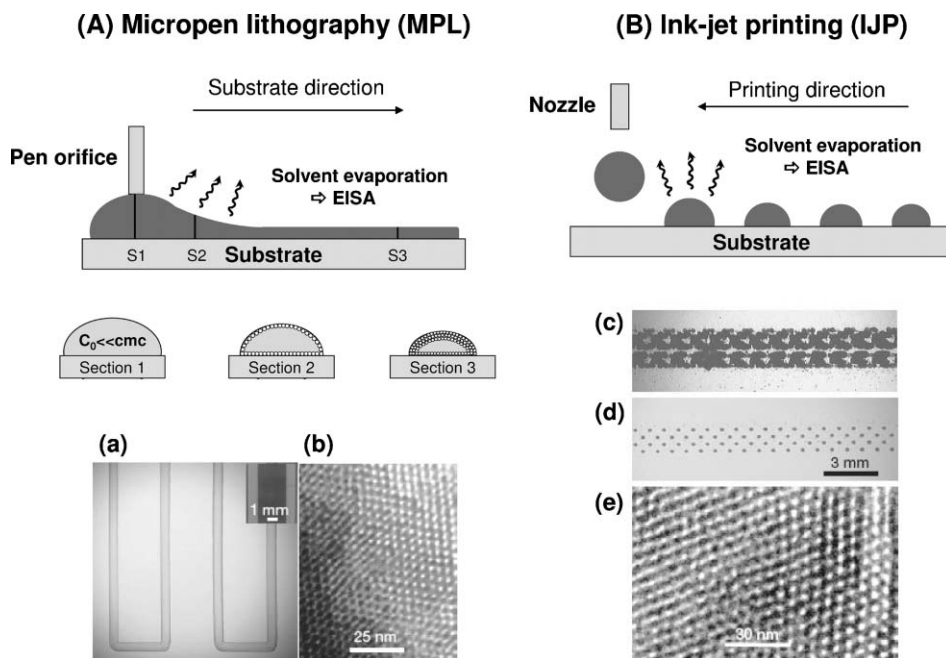 (A) Micropen lithography (MPL)
Substrate direction
Pen orifice
Solvent evaporation
⇨ EISA
S1 S2 Substrate S3
C₀<<cmc
Section 1 Section 2 Section 3
(a)
1 mm
(b)
25 nm
(B) Ink-jet printing (IJP)
Printing direction
Nozzle
Solvent evaporation
⇨ EISA
Substrate
(c)
(d)
3 mm
(e)
30 nm